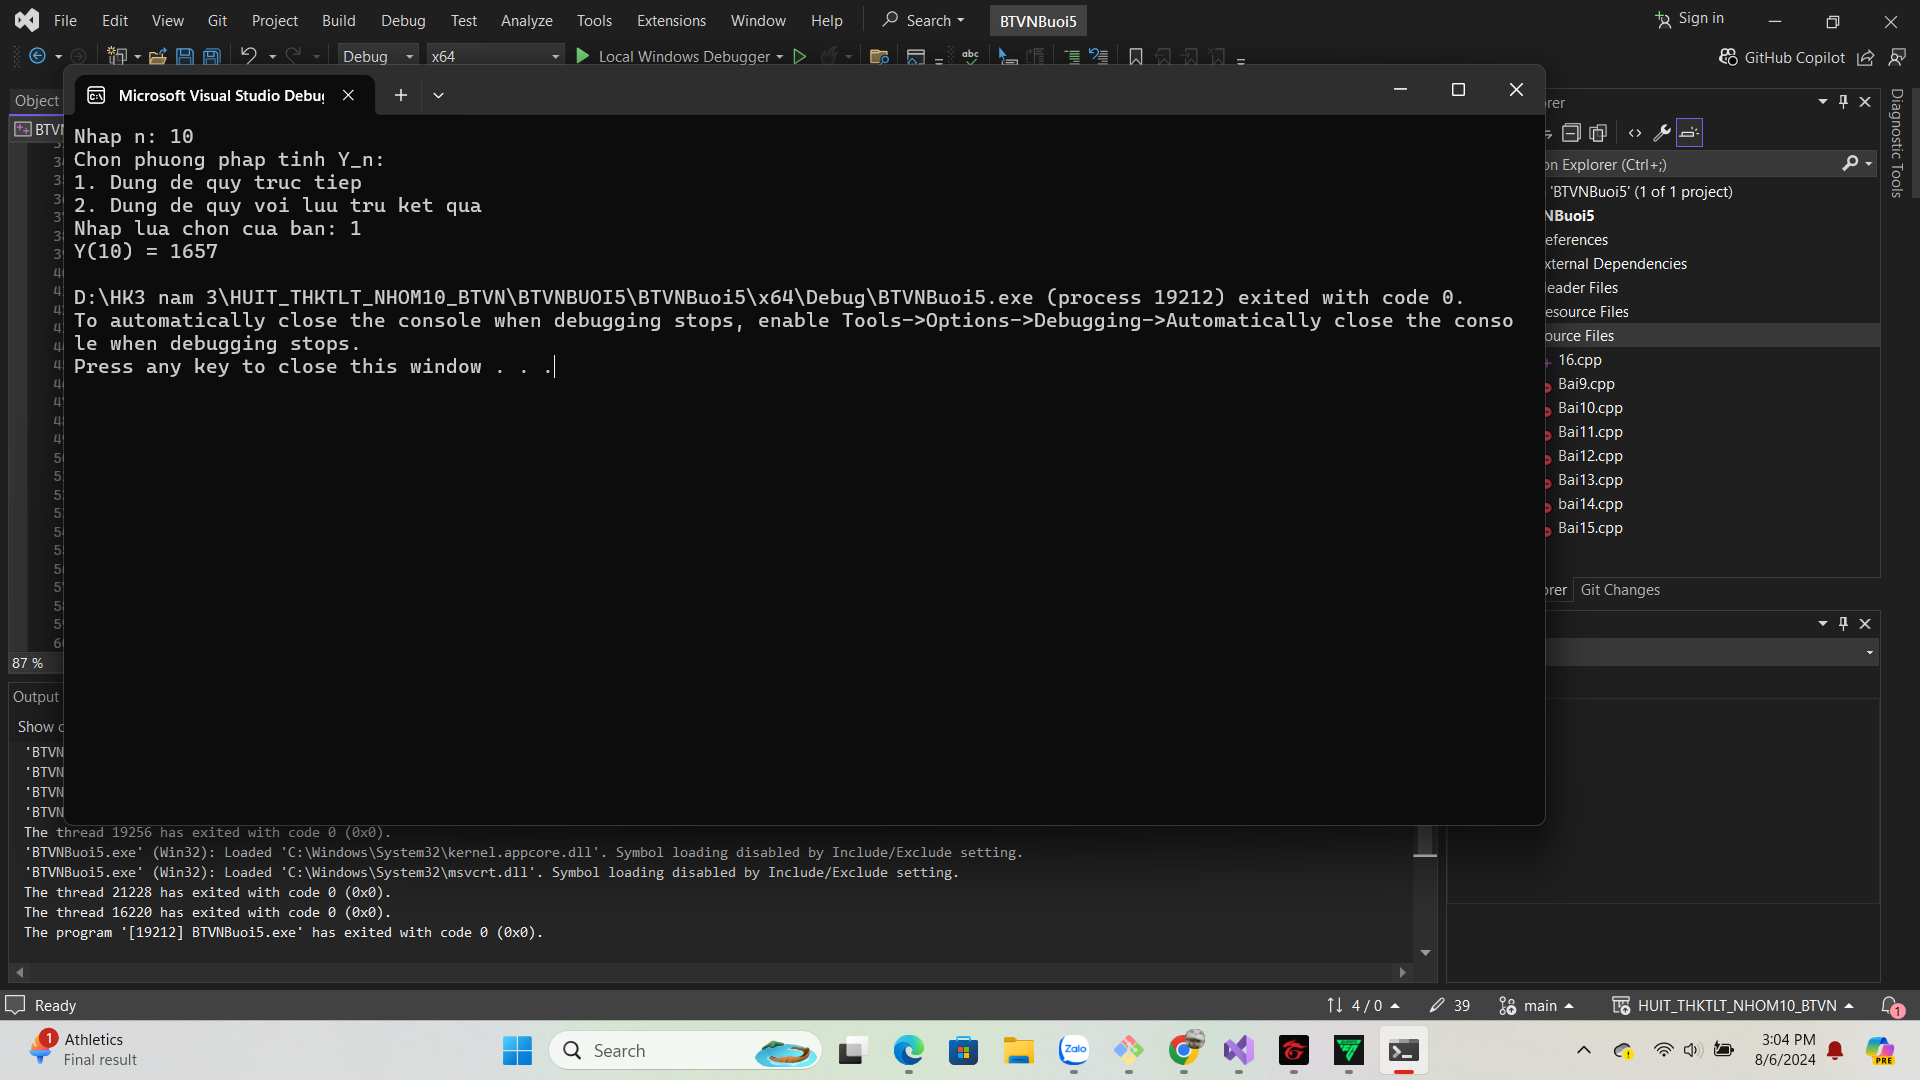 File Edit View Git Project Build Debug Test Analyze Tools Extensions Window Help Search BTVNBuoi5 Sign in
Debug x64 Local Windows Debugger GitHub Copilot
Object
BTVN
Microsoft Visual Studio Debu
Nhap n: 10
Chon phuong phap tinh Y_n:
1. Dung de quy truc tiep
2. Dung de quy voi luu tru ket qua
Nhap lua chon cua ban: 1
Y(10) = 1657
D:\HK3 nam 3\HUIT_THKTLT_NHOM10_BTVN\BTVNBUOI5\BTVNBuoi5\x64\Debug\BTVNBuoi5.exe (process 19212) exited with code 0.
To automatically close the console when debugging stops, enable Tools->Options->Debugging->Automatically close the conso
le when debugging stops.
Press any key to close this window . . .
orer
on Explorer (Ctrl+;)
'BTVNBuoi5' (1 of 1 project)
NBuoi5
eferences
xternal Dependencies
eader Files
esource Files
ource Files
16.cpp
Bai9.cpp
Bai10.cpp
Bai11.cpp
Bai12.cpp
Bai13.cpp
bai14.cpp
Bai15.cpp
orer Git Changes
Diagnostic Tools
87 %
Output
Show o
'BTVN
'BTVN
'BTVN
'BTVN
The thread 19256 has exited with code 0 (0x0).
'BTVNBuoi5.exe' (Win32): Loaded 'C:\Windows\System32\kernel.appcore.dll'. Symbol loading disabled by Include/Exclude setting.
'BTVNBuoi5.exe' (Win32): Loaded 'C:\Windows\System32\msvcrt.dll'. Symbol loading disabled by Include/Exclude setting.
The thread 21228 has exited with code 0 (0x0).
The thread 16220 has exited with code 0 (0x0).
The program '[19212] BTVNBuoi5.exe' has exited with code 0 (0x0).
Ready 4 / 0 39 main HUIT_THKTLT_NHOM10_BTVN 1
1 Athletics
Final result
Search
Zalo
3:04 PM
8/6/2024
PRE